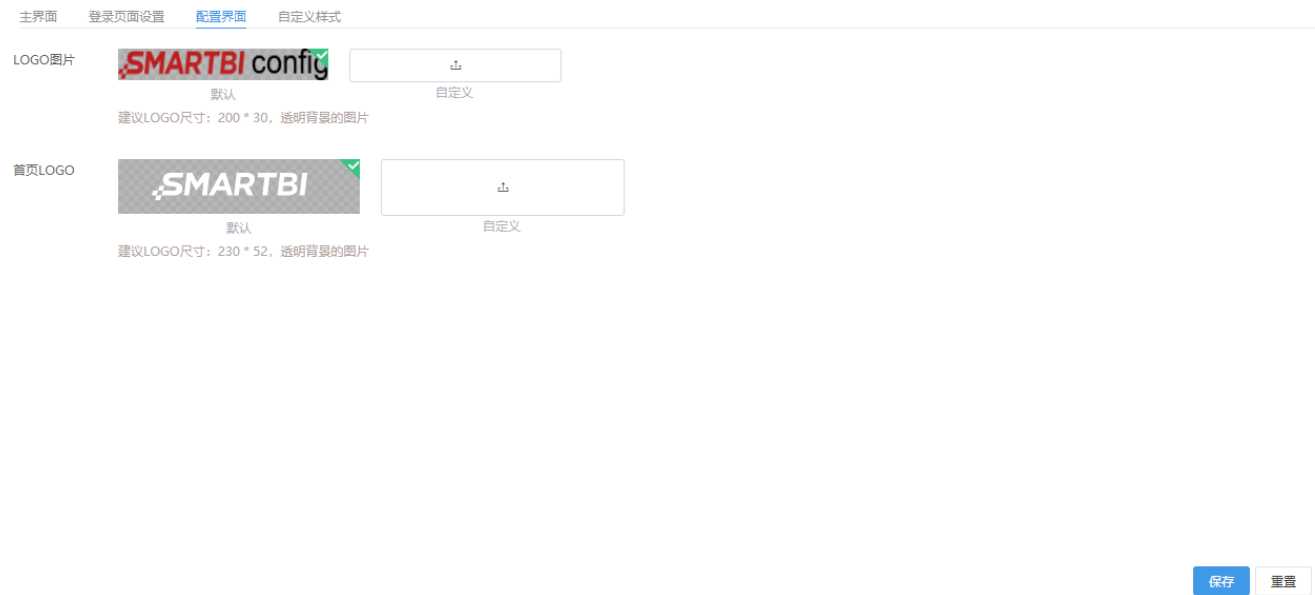 主界面 登录页面设置 配置界面 自定义样式
LOGO图片 SMARTBI config
默认 自定义
建议LOGO尺寸：200 * 30，透明背景的图片
首页LOGO SMARTBI
默认 自定义
建议LOGO尺寸：230 * 52，透明背景的图片
保存 重置